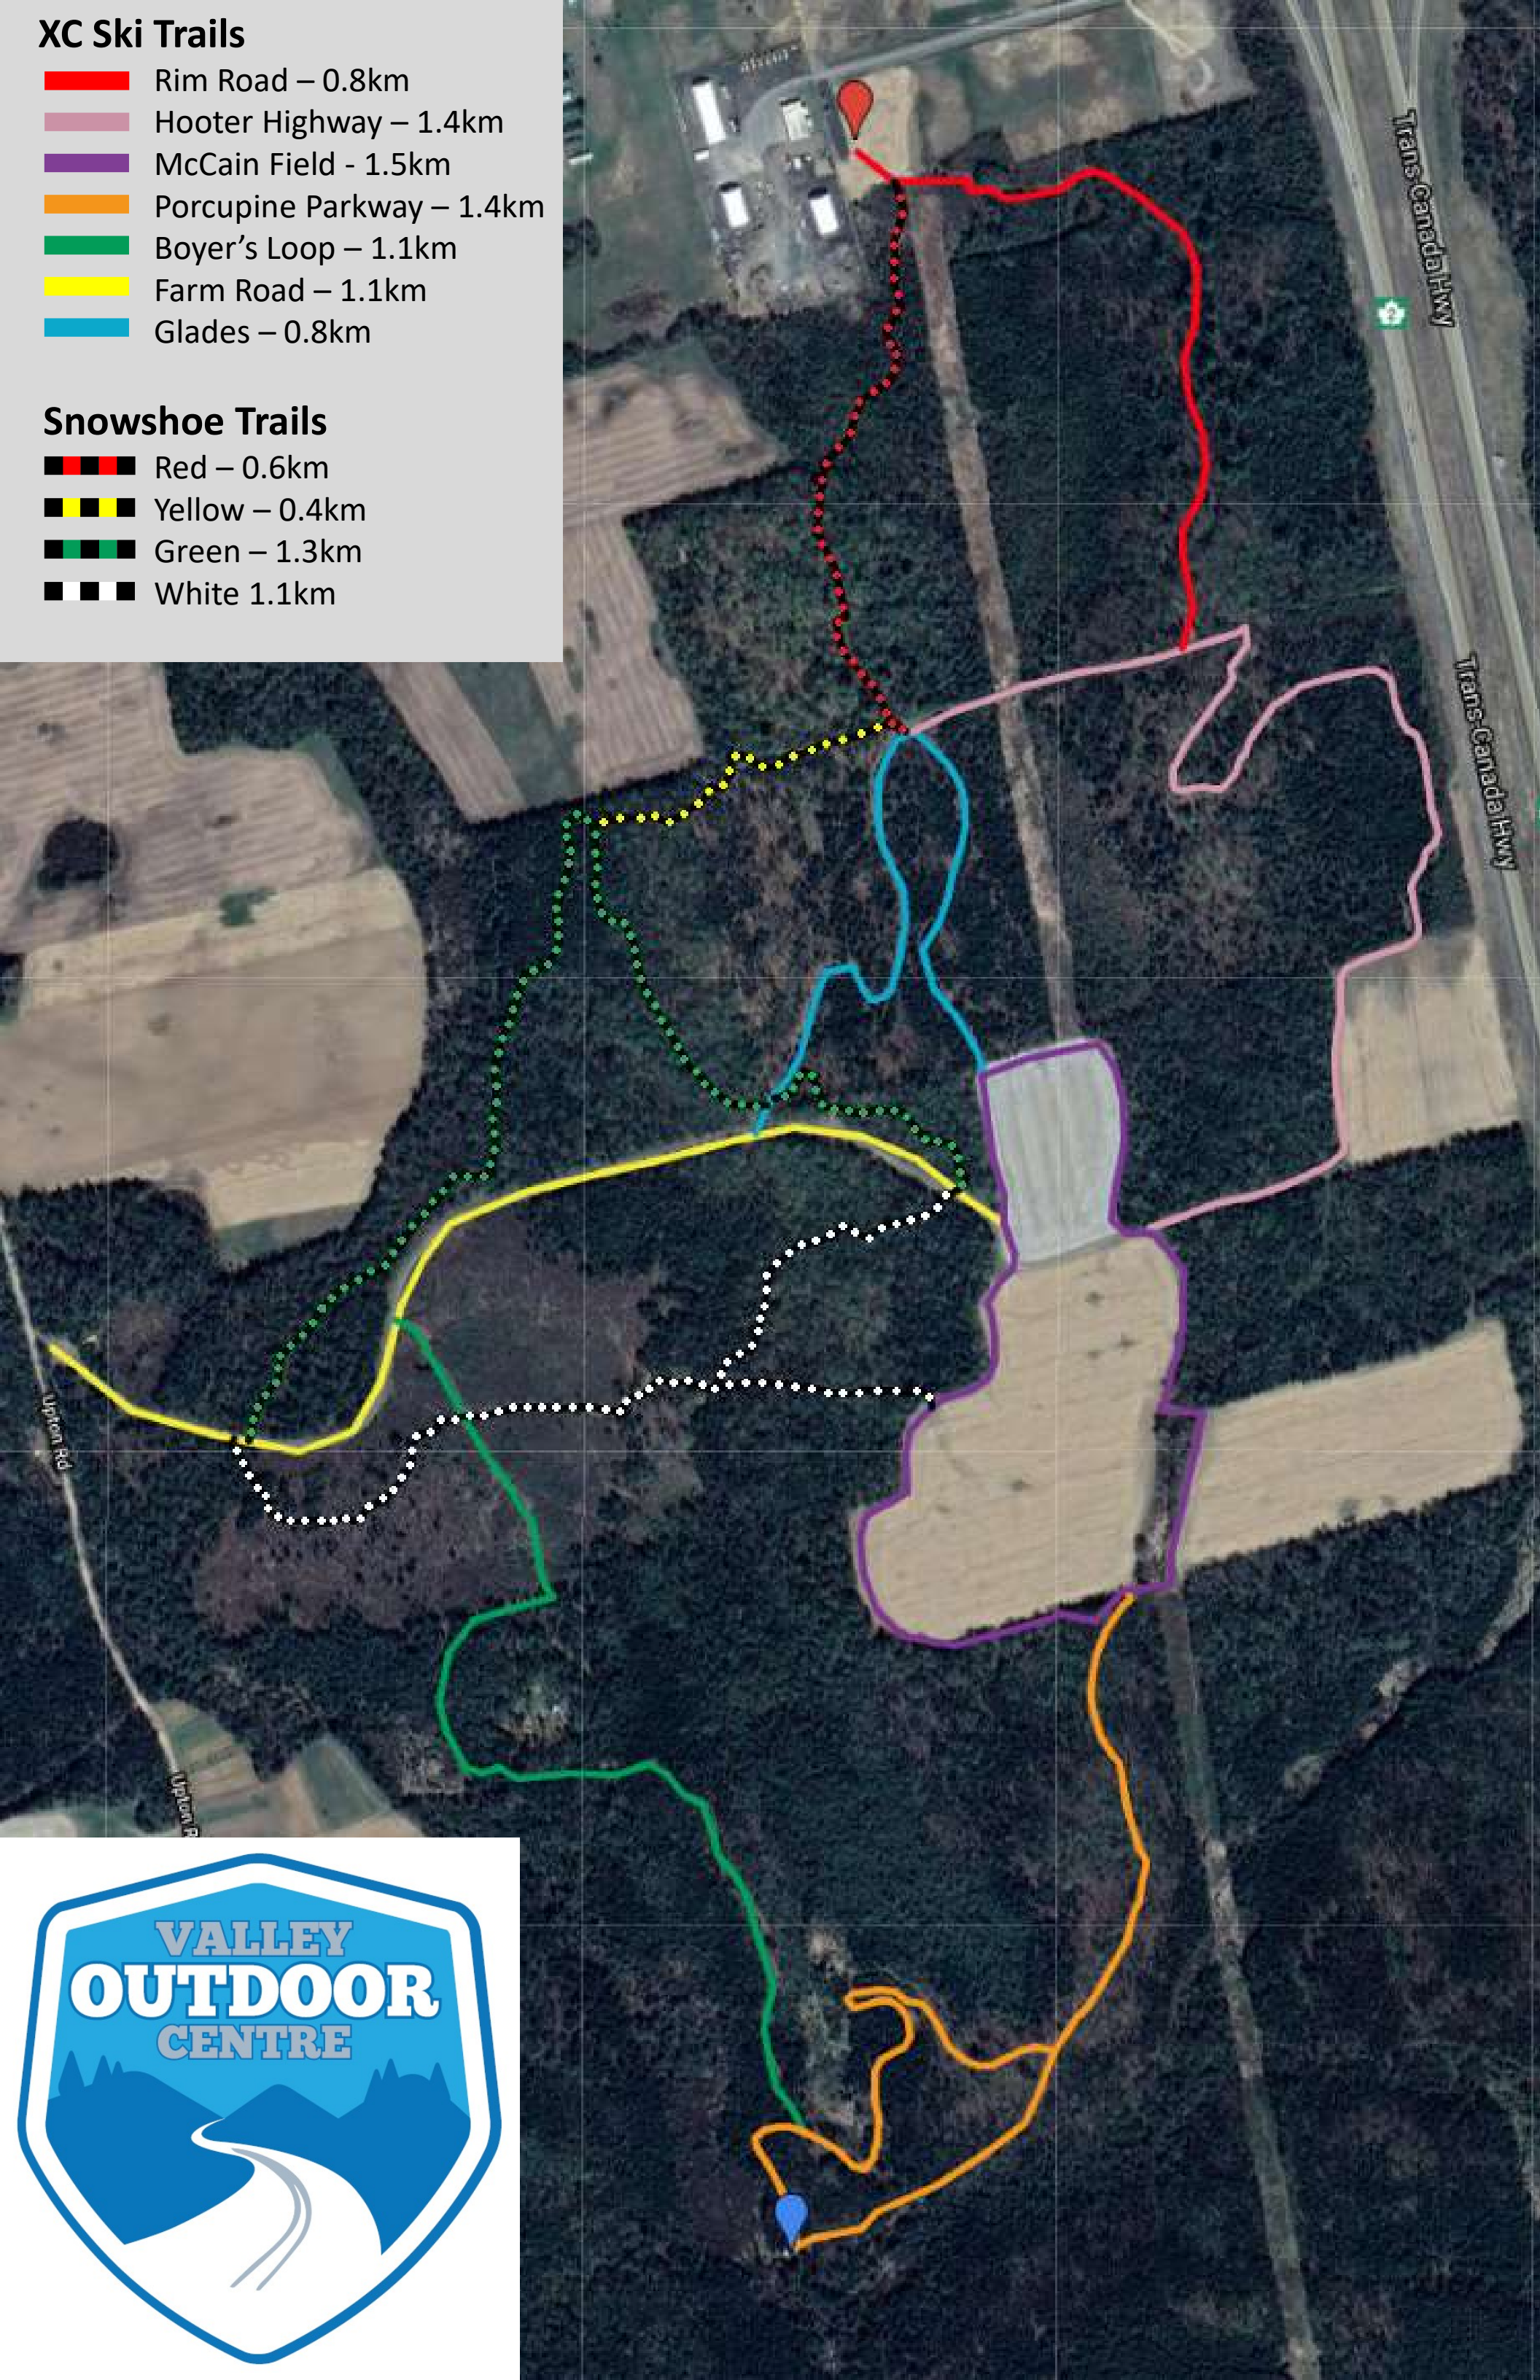 XC Ski Trails
Rim Road – 0.8km
Hooter Highway – 1.4km
McCain Field - 1.5km
Porcupine Parkway – 1.4km
Boyer’s Loop – 1.1km
Farm Road – 1.1km
Glades – 0.8km
Snowshoe Trails
Red – 0.6km
Yellow – 0.4km
Green – 1.3km
White 1.1km
Trans-Canada Hwy
2
Trans-Canada Hwy
Upton Rd
Upton R
VALLEY
OUTDOOR
CENTRE